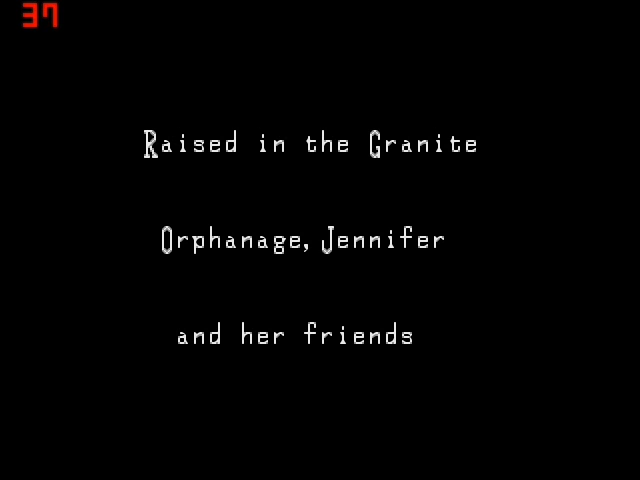 37
Raised in the Granite
Orphanage, Jennifer
and her friends